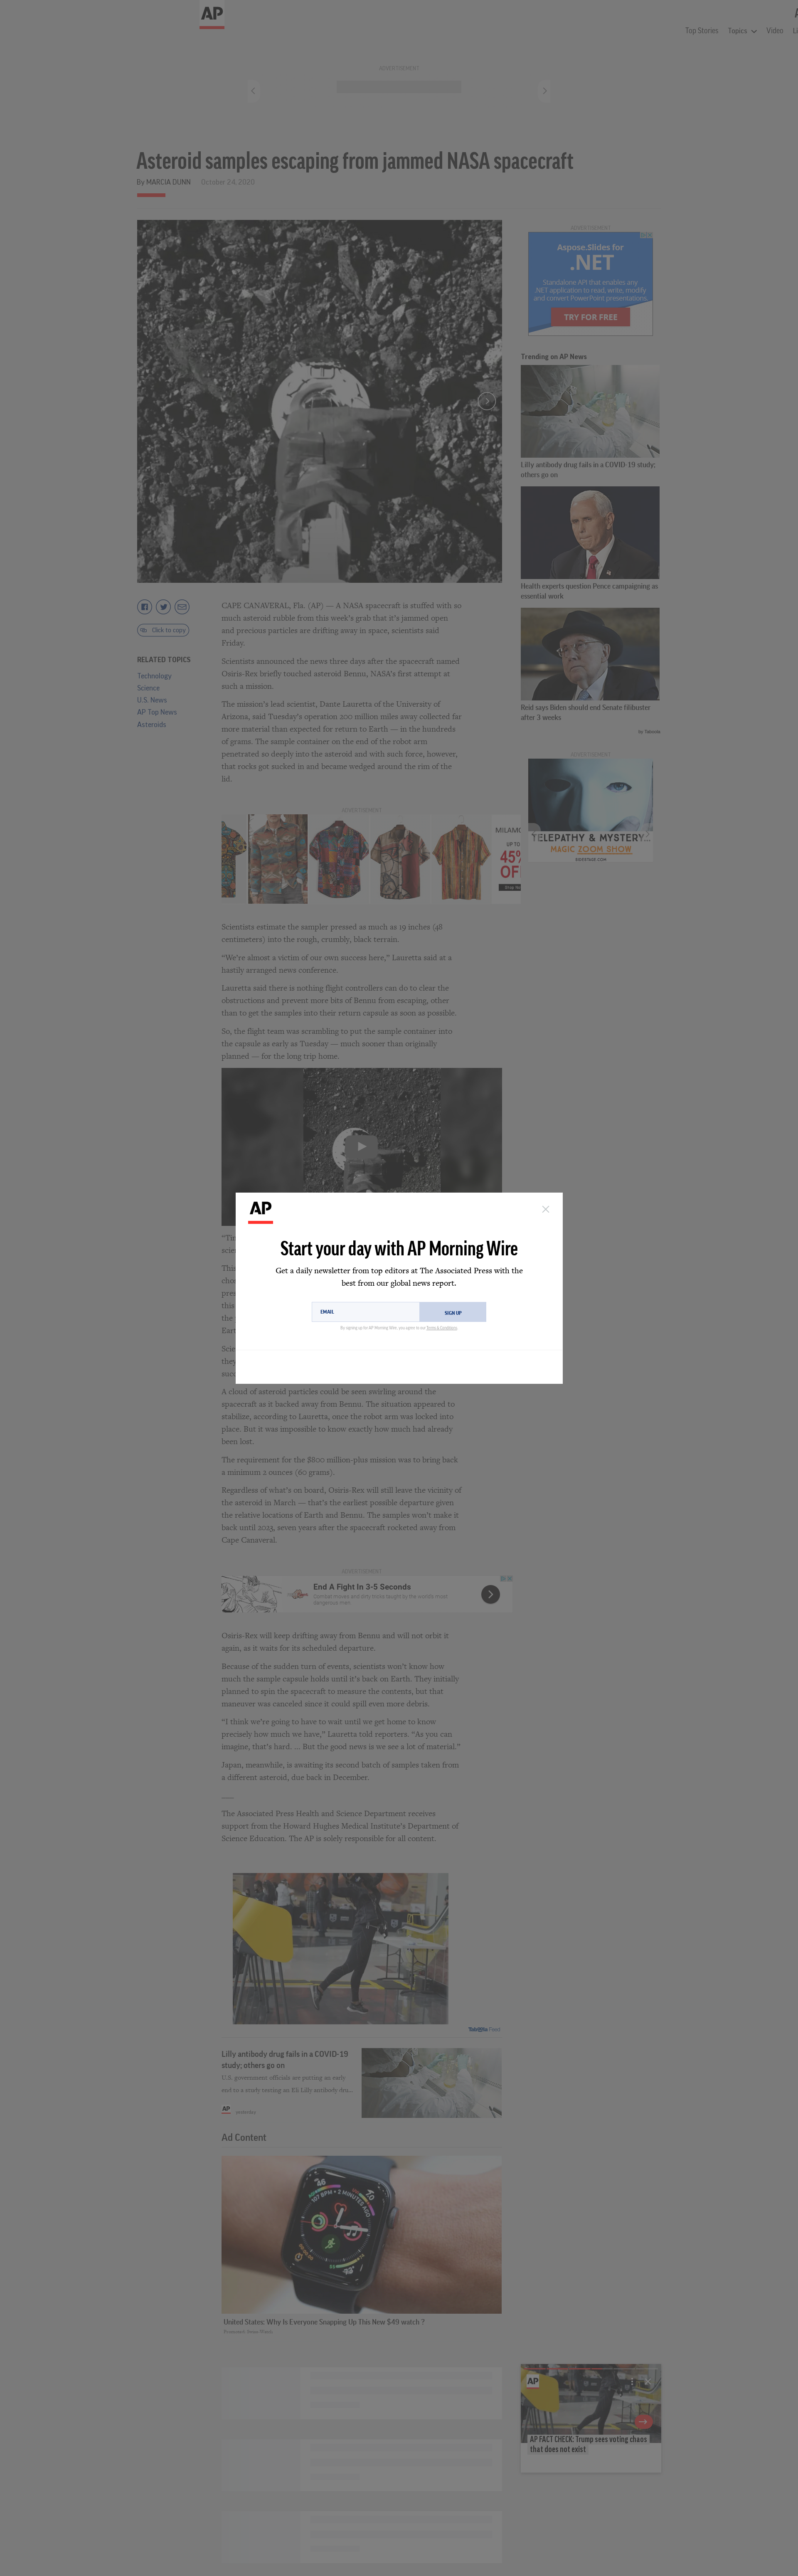 AP
Top Stories
Topics
Video
ADVERTISEMENT
Asteroid samples escaping from jammed NASA spacecraft
By MARCIA DUNN October 24, 2020
ADVERTISEMENT
Aspose.Slides for
.NET
Standalone API that enables any
.NET application to read, write, modify
and convert PowerPoint presentations.
TRY FOR FREE
Trending on AP News
Lilly antibody drug fails in a COVID-19 study;
others go on
Health experts question Pence campaigning as
essential work
Reid says Biden should end Senate filibuster
after 3 weeks
by Taboola
ADVERTISEMENT
TELEPATHY & MYSTERY...
MAGIC ZOOM SHOW
Click to copy
RELATED TOPICS
Technology
Science
U.S. News
AP Top News
Asteroids
CAPE CANAVERAL, Fla. (AP) — A NASA spacecraft is stuffed with so
much asteroid rubble from this week's grab that it's jammed open
and precious particles are drifting away in space, scientists said
Friday.
Scientists announced the news three days after the spacecraft named
Osiris-Rex briefly touched asteroid Bennu, NASA's first attempt at
such a mission.
The mission's lead scientist, Dante Lauretta of the University of
Arizona, said Tuesday's operation 200 million miles away collected far
more material than expected for return to Earth — in the hundreds
of grams. The sample container on the end of the robot arm
penetrated so deeply into the asteroid and with such force, however,
that rocks got sucked in and became wedged around the rim of the
lid.
ADVERTISEMENT
UP TO
45%
Scientists estimate the sampler pressed as much as 19 inches (48
centimeters) into the rough, crumbly, black terrain.
“We're almost a victim of our own success here,” Lauretta said at a
hastily arranged news conference.
Lauretta said there is nothing flight controllers can do to clear the
obstructions and prevent more bits of Bennu from escaping, other
than to get the samples into their return capsule as soon as possible.
So, the flight team was scrambling to put the sample container into
the capsule as early as Tuesday — much sooner than originally
planned — for the long trip home.
AP
Start your day with AP Morning Wire
Get a daily newsletter from top editors at The Associated Press with the
best from our global news report.
EMAIL
SIGN UP
By signing up for AP Morning Wire, you agree to our Terms & Conditions
A cloud of asteroid particles could be seen swirling around the
spacecraft as it backed away from Bennu. The situation appeared to
stabilize, according to Lauretta, once the robot arm was locked into
place. But it was impossible to know exactly how much had already
been lost.
The requirement for the $800 million-plus mission was to bring back
a minimum 2 ounces (60 grams).
Regardless of what's on board, Osiris-Rex will still leave the vicinity of
the asteroid in March — that's the earliest possible departure given
the relative locations of Earth and Bennu. The samples won't make it
back until 2023, seven years after the spacecraft rocketed away from
Cape Canaveral.
ADVERTISEMENT
End A Fight In 3-5 Seconds
Combat moves and dirty tricks taught by the world's most
dangerous man.
Osiris-Rex will keep drifting away from Bennu and will not orbit it
again, as it waits for its scheduled departure.
Because of the sudden turn of events, scientists won't know how
much the sample capsule holds until it's back on Earth. They initially
planned to spin the spacecraft to measure the contents, but that
maneuver was canceled since it could spill even more debris.
“I think we're going to have to wait until we get home to know
precisely how much we have,” Lauretta told reporters. “As you can
imagine, that's hard. ... But the good news is we see a lot of material.”
Japan, meanwhile, is awaiting its second batch of samples taken from
a different asteroid, due back in December.
___
The Associated Press Health and Science Department receives
support from the Howard Hughes Medical Institute's Department of
Science Education. The AP is solely responsible for all content.
Taboola Feed
Lilly antibody drug fails in a COVID-19
study; others go on
U.S. government officials are putting an early
end to a study testing an Eli Lilly antibody dru...
AP
yesterday
Ad Content
United States: Why Is Everyone Snapping Up This New $49 watch ?
AP
AP FACT CHECK: Trump sees voting chaos
that does not exist